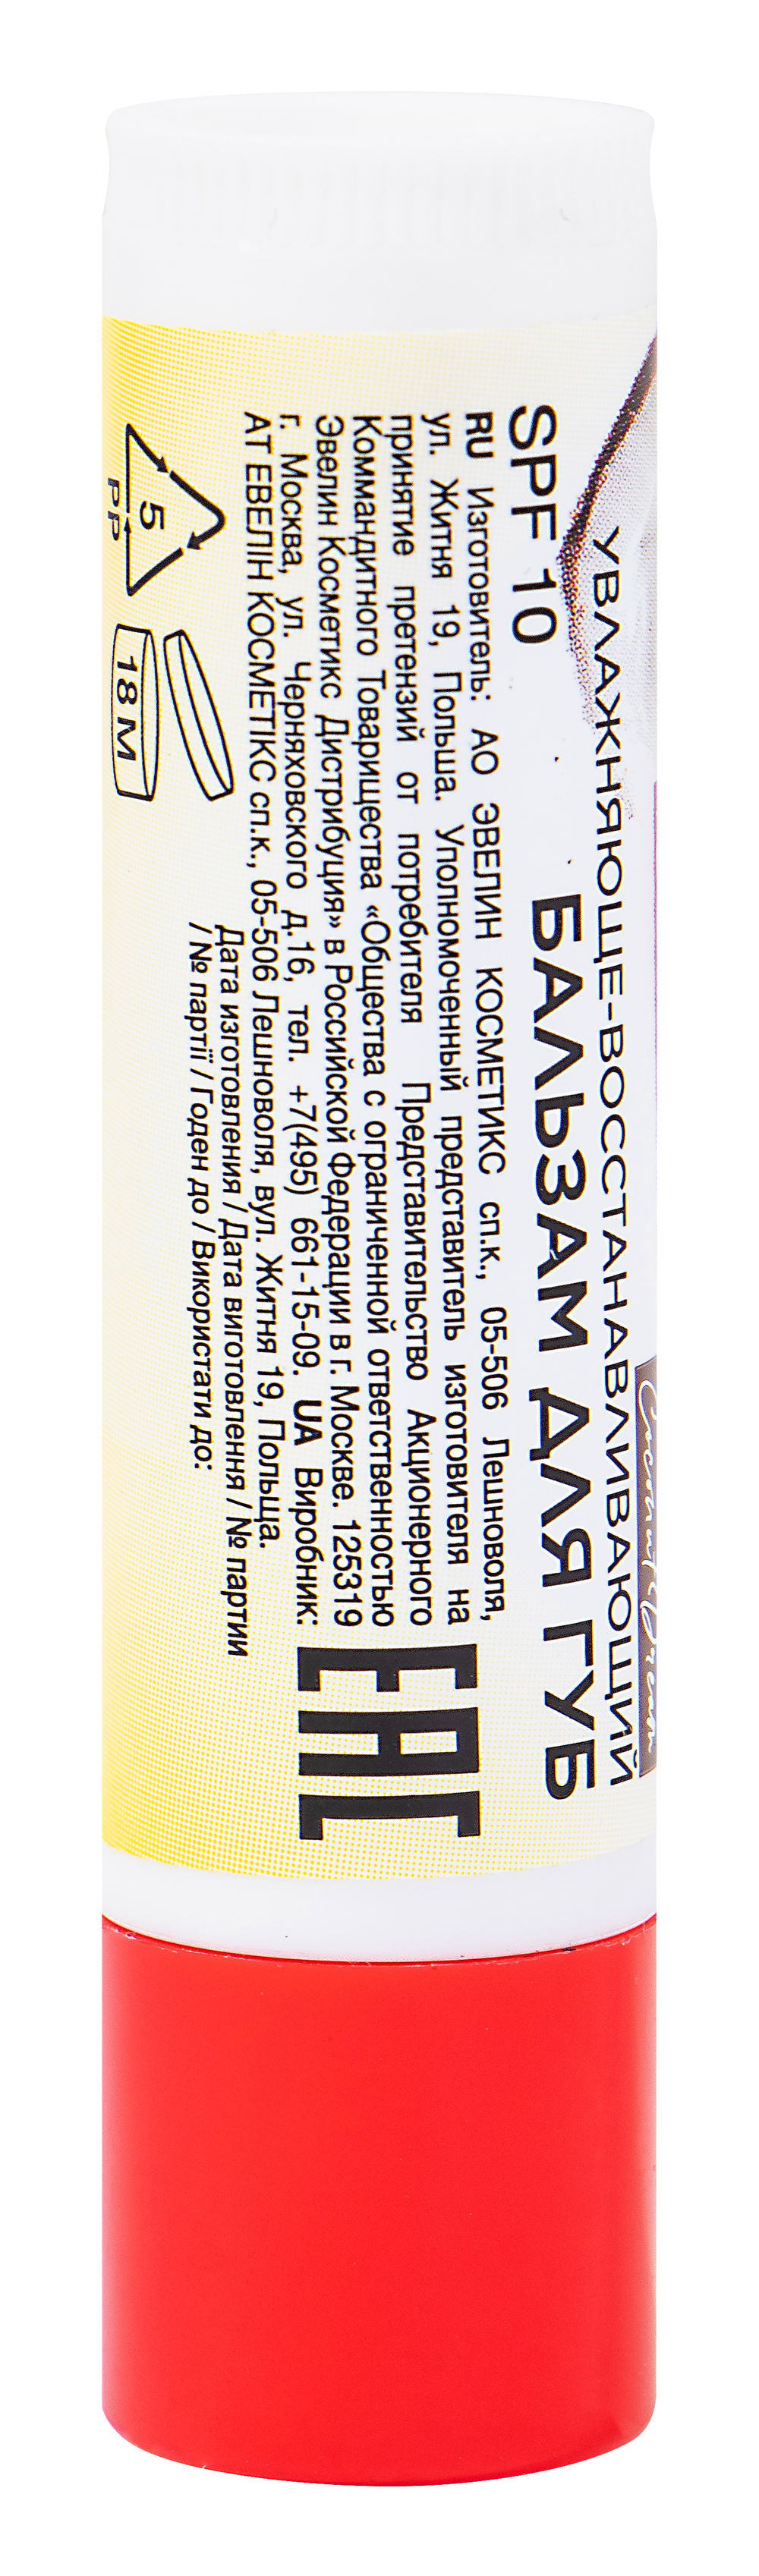 Coconut Dream
УВЛАЖНЯЮЩЕ-ВОССТАНАВЛИВАЮЩИЙ
БАЛЬЗАМ ДЛЯ ГУБ
SPF 10
RU Изготовитель: АО ЭВЕЛИН КОСМЕТИКС сп.к., 05-506 Лешноволя,
ул. Житня 19, Польша. Уполномоченный представитель изготовителя на
принятие претензий от потребителя Представительство Акционерного
Коммандитного Товарищества «Общества с ограниченной ответственностью
Эвелин Косметикс Дистрибуция» в Российской Федерации в г. Москве. 125319
г. Москва, ул. Черняховского д.16, тел. +7(495) 661-15-09. UA Виробник:
АТ ЕВЕЛІН КОСМЕТІКС сп.к., 05-506 Лешноволя, вул. Житня 19, Польща.
Дата изготовления / Дата виготовлення / № партии
/ № партії / Годен до / Використати до:
EAC
5
PP
18 M